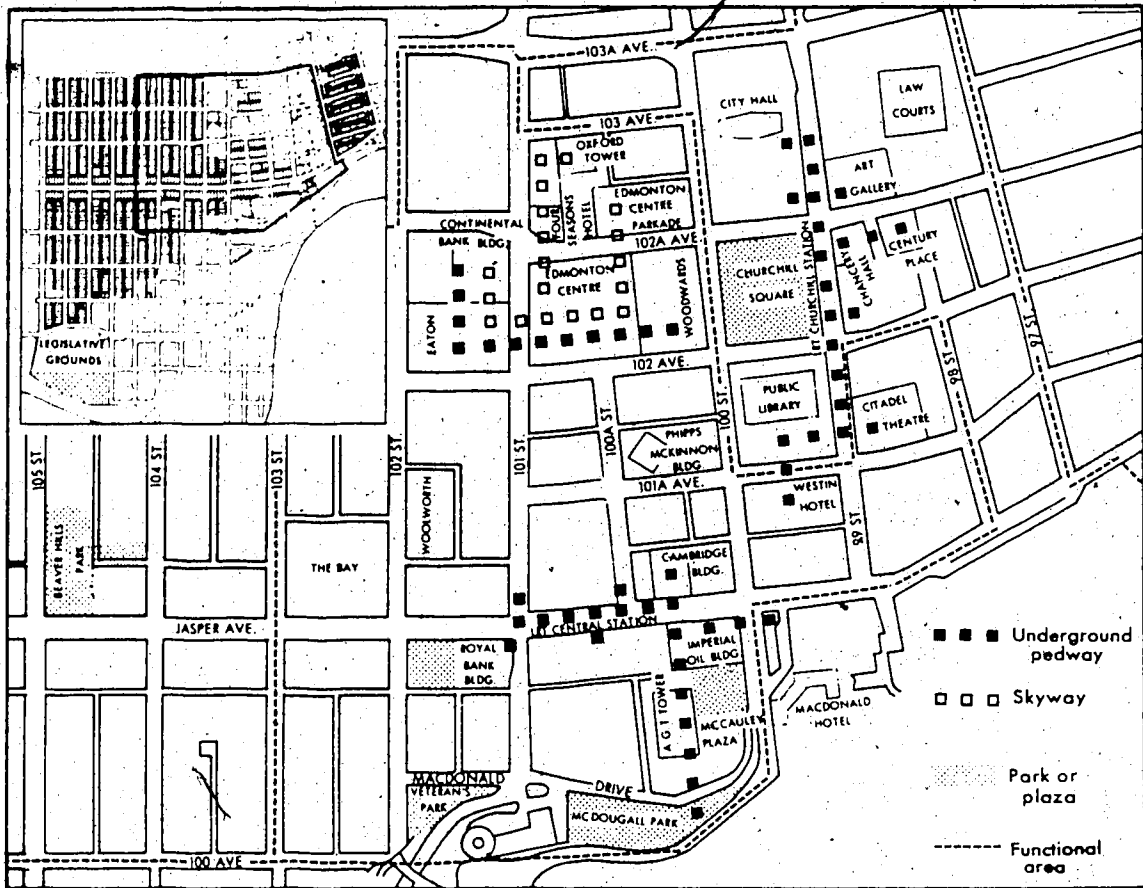 103A AVE.
CITY HALL
LAW
COURTS
103 AVE.
OXFORD
TOWER
ART
GALLERY
FOUR
SEASONS
HOTEL
EDMONTON
CENTRE
PARKADE
CONTINENTAL
BANK BLDG.
102A AVE
CHURCHILL
SQUARE
LRT CHURCHILL STATION
CHANCERY
HALL
CENTURY
PLACE
EDMONTON
CENTRE
WOODWARDS
EATON
LEGISLATIVE
GROUNDS
102 AVE.
PUBLIC
LIBRARY
CITADEL
THEATRE
98 ST.
97 ST.
105 ST.
104 ST.
103 ST.
102 ST.
101 ST.
100A ST
100 ST.
PHIPPS
MCKINNON
BLDG
101A AVE.
WESTIN
HOTEL
99 ST.
WOOLWORTH
BEAVER HILLS
PARK
THE BAY
CAMBRIDGE
BLDG.
JASPER AVE.
LRT CENTRAL STATION
ROYAL
BANK
BLDG.
IMPERIAL
OIL BLDG
A G T TOWER
MCCAULEY
PLAZA
MACDONALD
HOTEL
MACDONALD
DRIVE
VETERAN'S
PARK
MCDOUGALL PARK
100 AVE
Underground
pedway
Skyway
Park or
plaza
Functional
area